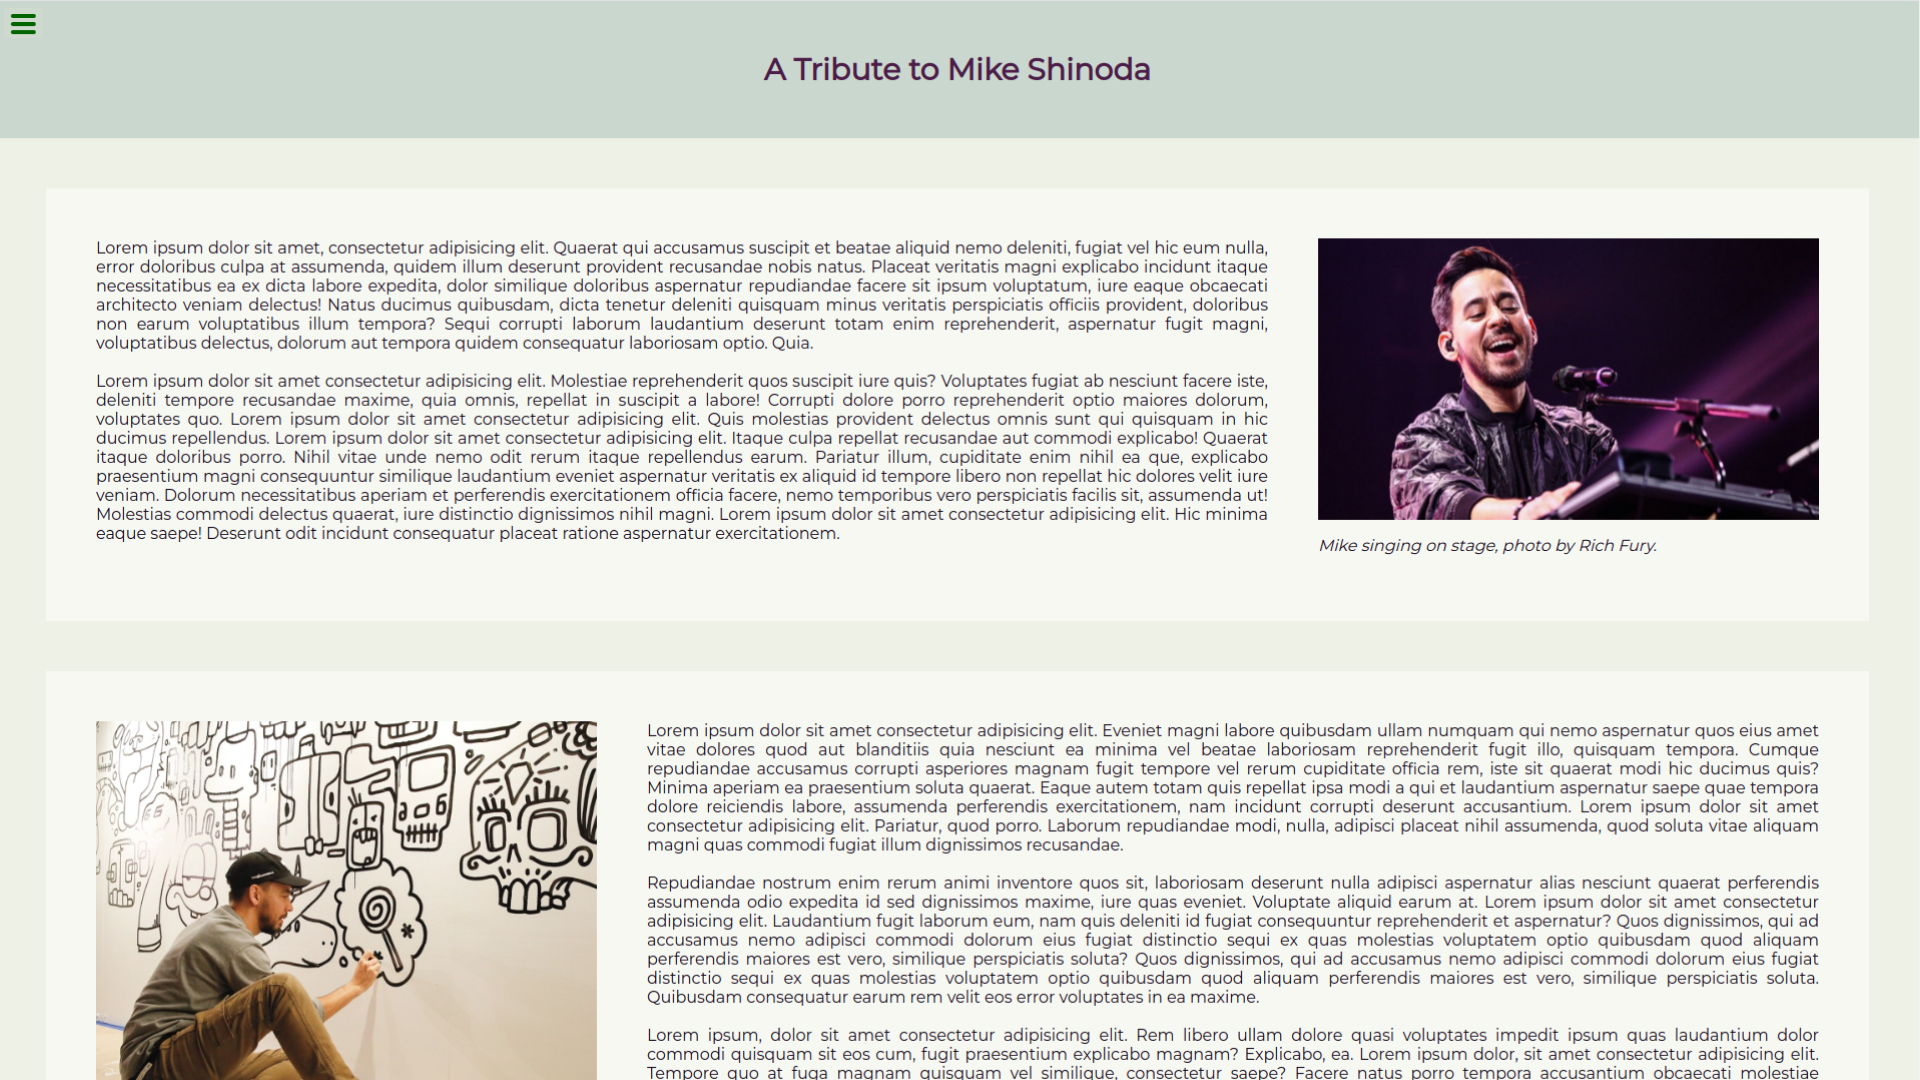 A Tribute to Mike Shinoda
Lorem ipsum dolor sit amet, consectetur adipisicing elit. Quaerat qui accusamus suscipit et beatae aliquid nemo deleniti, fugiat vel hic eum nulla,
error doloribus culpa at assumenda, quidem illum deserunt provident recusandae nobis natus. Placeat veritatis magni explicabo incidunt itaque
necessitatibus ea ex dicta labore expedita, dolor similique doloribus aspernatur repudiandae facere sit ipsum voluptatum, iure eaque obcaecati
architecto veniam delectus! Natus ducimus quibusdam, dicta tenetur deleniti quisquam minus veritatis perspiciatis officiis provident, doloribus
non earum voluptatibus illum tempora? Sequi corrupti laborum laudantium deserunt totam enim reprehenderit, aspernatur fugit magni,
voluptatibus delectus, dolorum aut tempora quidem consequatur laboriosam optio. Quia.
Lorem ipsum dolor sit amet consectetur adipisicing elit. Molestiae reprehenderit quos suscipit iure quis? Voluptates fugiat ab nesciunt facere iste,
deleniti tempore recusandae maxime, quia omnis, repellat in suscipit a labore! Corrupti dolore porro reprehenderit optio maiores dolorum,
voluptates quo. Lorem ipsum dolor sit amet consectetur adipisicing elit. Quis molestias provident delectus omnis sunt qui quisquam in hic
ducimus repellendus. Lorem ipsum dolor sit amet consectetur adipisicing elit. Itaque culpa repellat recusandae aut commodi explicabo! Quaerat
itaque doloribus porro. Nihil vitae unde nemo odit rerum itaque repellendus earum. Pariatur illum, cupiditate enim nihil ea que, explicabo
praesentium magni consequuntur similique laudantium eveniet aspernatur veritatis ex aliquid id tempore libero non repellat hic dolores velit iure
veniam. Dolorum necessitatibus aperiam et perferendis exercitationem officia facere, nemo temporibus vero perspiciatis facilis sit, assumenda ut!
Molestias commodi delectus quaerat, iure distinctio dignissimos nihil magni. Lorem ipsum dolor sit amet consectetur adipisicing elit. Hic minima
eaque saepe! Deserunt odit incidunt consequatur placeat ratione aspernatur exercitationem.
Mike singing on stage, photo by Rich Fury.
Lorem ipsum dolor sit amet consectetur adipisicing elit. Eveniet magni labore quibusdam ullam numquam qui nemo aspernatur quos eius amet
vitae dolores quod aut blanditiis quia nesciunt ea minima vel beatae laboriosam reprehenderit fugit illo, quisquam tempora. Cumque
repudiandae accusamus corrupti asperiores magnam fugit tempore vel rerum cupiditate officia rem, iste sit quaerat modi hic ducimus quis?
Minima aperiam ea praesentium soluta quaerat. Eaque autem totam quis repellat ipsa modi a qui et laudantium aspernatur saepe quae tempora
dolore reiciendis labore, assumenda perferendis exercitationem, nam incidunt corrupti deserunt accusantium. Lorem ipsum dolor sit amet
consectetur adipisicing elit. Pariatur, quod porro. Laborum repudiandae modi, nulla, adipisci placeat nihil assumenda, quod soluta vitae aliquam
magni quas commodi fugiat illum dignissimos recusandae.
Repudiandae nostrum enim rerum animi inventore quos sit, laboriosam deserunt nulla adipisci aspernatur alias nesciunt quaerat perferendis
assumenda odio expedita id sed dignissimos maxime, iure quas eveniet. Voluptate aliquid earum at. Lorem ipsum dolor sit amet consectetur
adipisicing elit. Laudantium fugit laborum eum, nam quis deleniti id fugiat consequuntur reprehenderit et aspernatur? Quos dignissimos, qui ad
accusamus nemo adipisci commodi dolorum eius fugiat distinctio sequi ex quas molestias voluptatem optio quibusdam quod aliquam
perferendis maiores est vero, similique perspiciatis soluta? Quos dignissimos, qui ad accusamus nemo adipisci commodi dolorum eius fugiat
distinctio sequi ex quas molestias voluptatem optio quibusdam quod aliquam perferendis maiores est vero, similique perspiciatis soluta.
Quibusdam consequatur earum rem velit eos error voluptates in ea maxime.
Lorem ipsum, dolor sit amet consectetur adipisicing elit. Rem libero ullam dolore quasi voluptates impedit ipsum quas laudantium dolor
commodi quisquam sit eos cum, fugit praesentium explicabo magnam? Explicabo, ea. Lorem ipsum dolor, sit amet consectetur adipisicing elit.
Tempore quo at fuga magnam quisquam vel similique, consectetur saepe? Facere natus porro tempora accusantium obcaecati molestiae